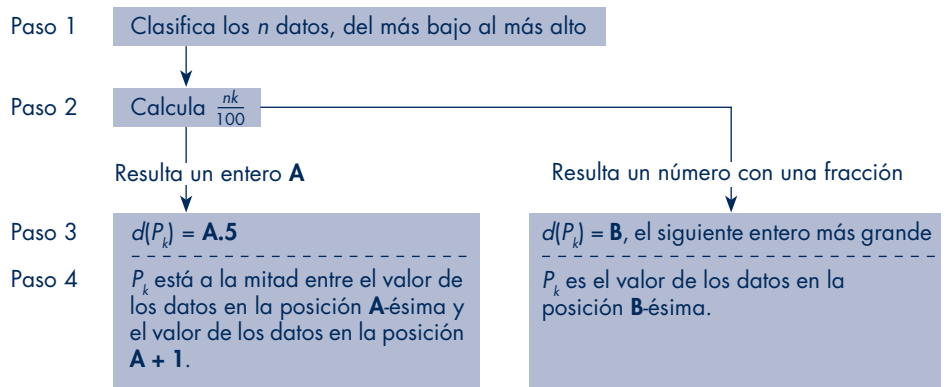 Paso 1
Clasifica los n datos, del más bajo al más alto
Paso 2
Calcula nk/100
Resulta un entero A
Resulta un número con una fracción
Paso 3
d(Pk) = A.5
d(Pk) = B, el siguiente entero más grande
Paso 4
Pk está a la mitad entre el valor de
los datos en la posición A-ésima y
el valor de los datos en la posición
A + 1.
Pk es el valor de los datos en la
posición B-ésima.